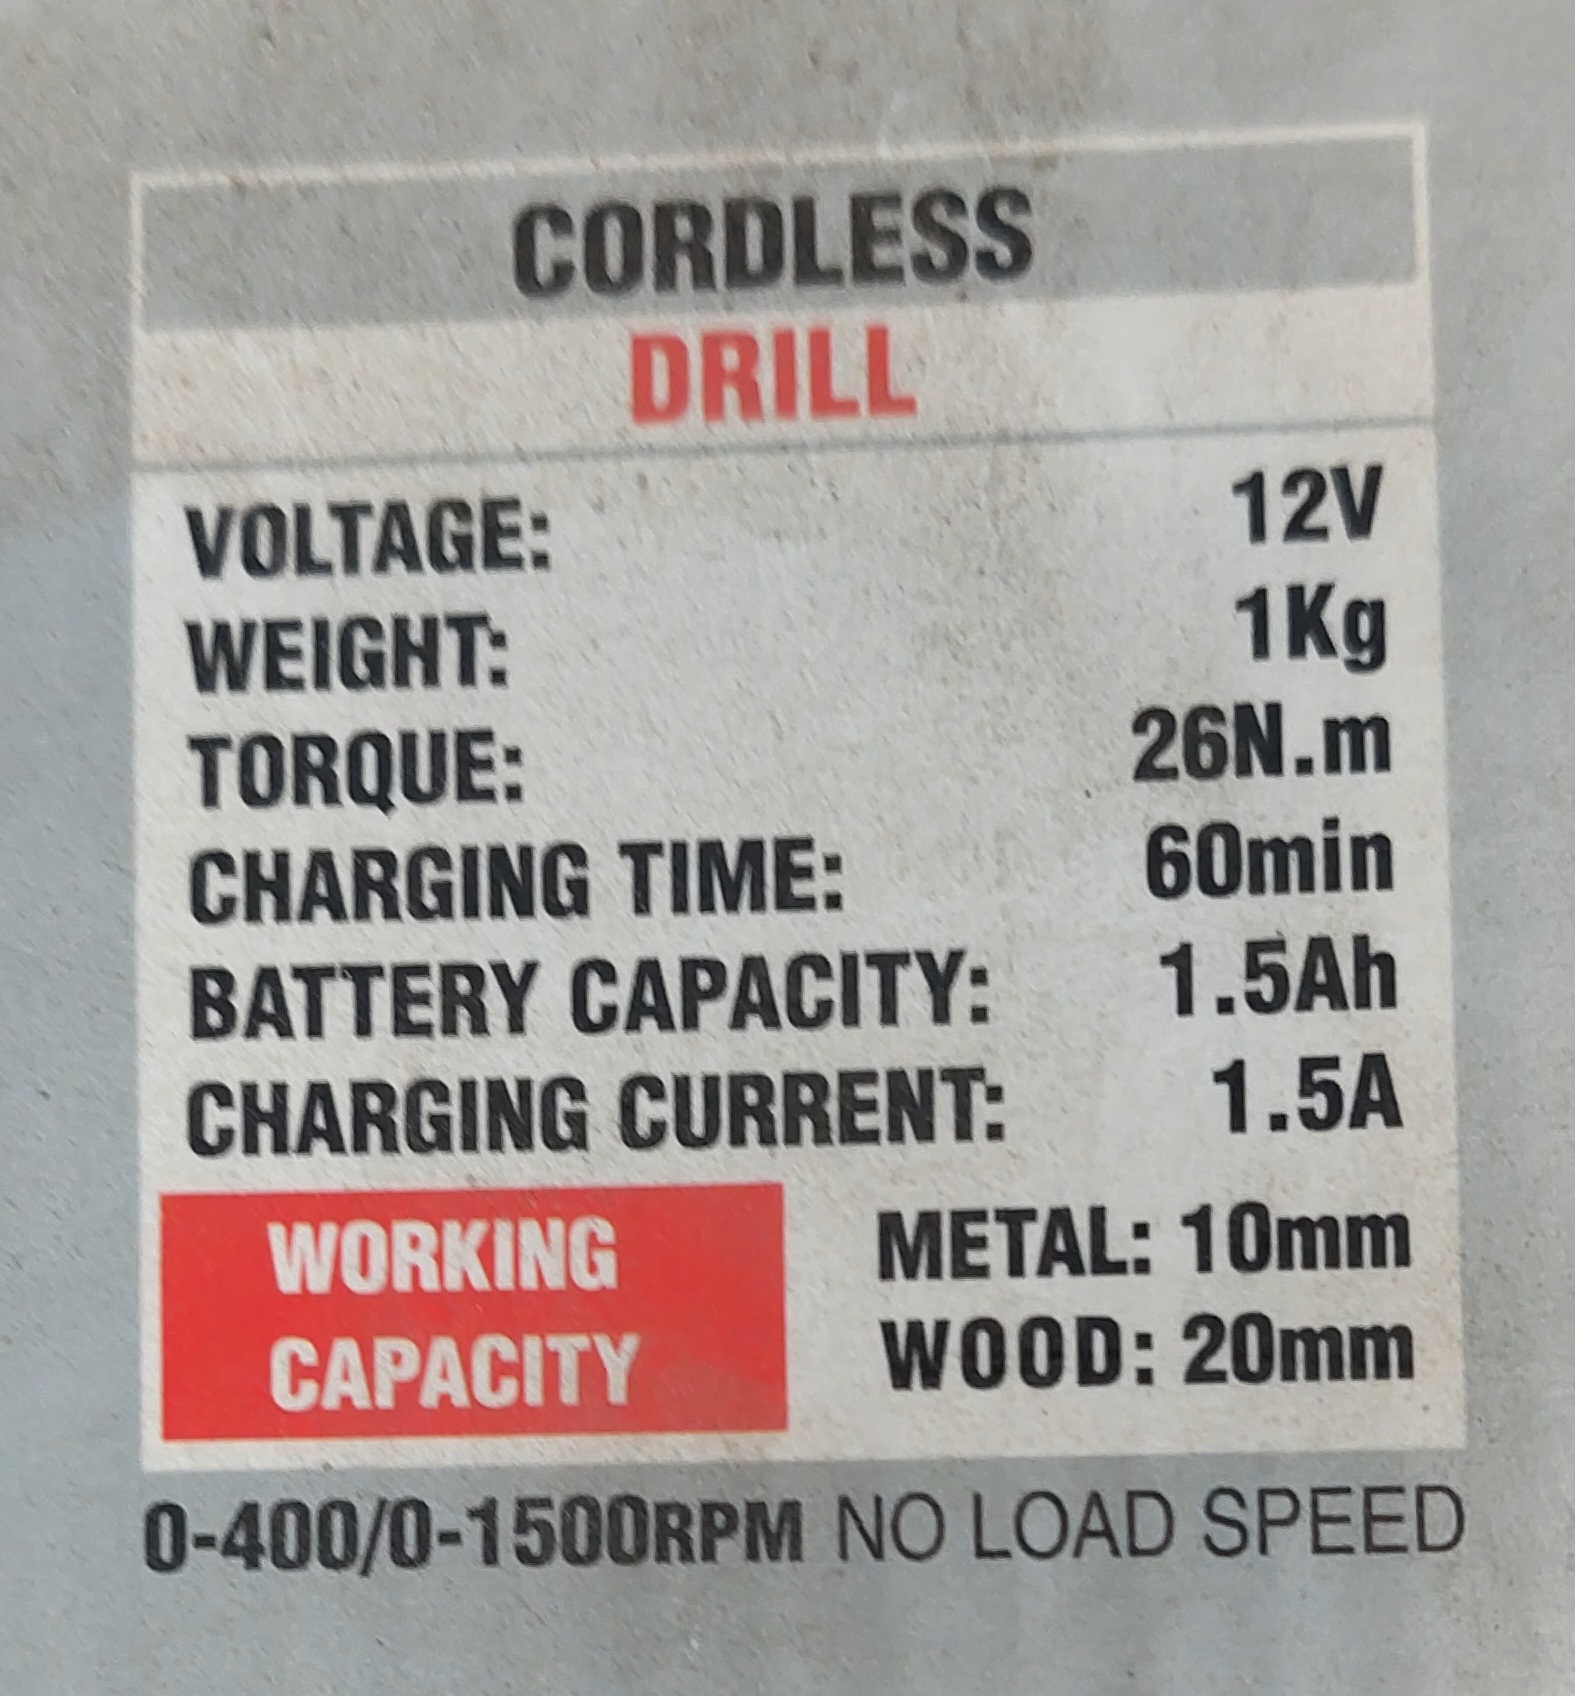 CORDLESS
DRILL
VOLTAGE: 12V
WEIGHT: 1Kg
TORQUE: 26N.m
CHARGING TIME: 60min
BATTERY CAPACITY: 1.5Ah
CHARGING CURRENT: 1.5A
WORKING CAPACITY
METAL: 10mm
WOOD: 20mm
0-400/0-1500RPM NO LOAD SPEED